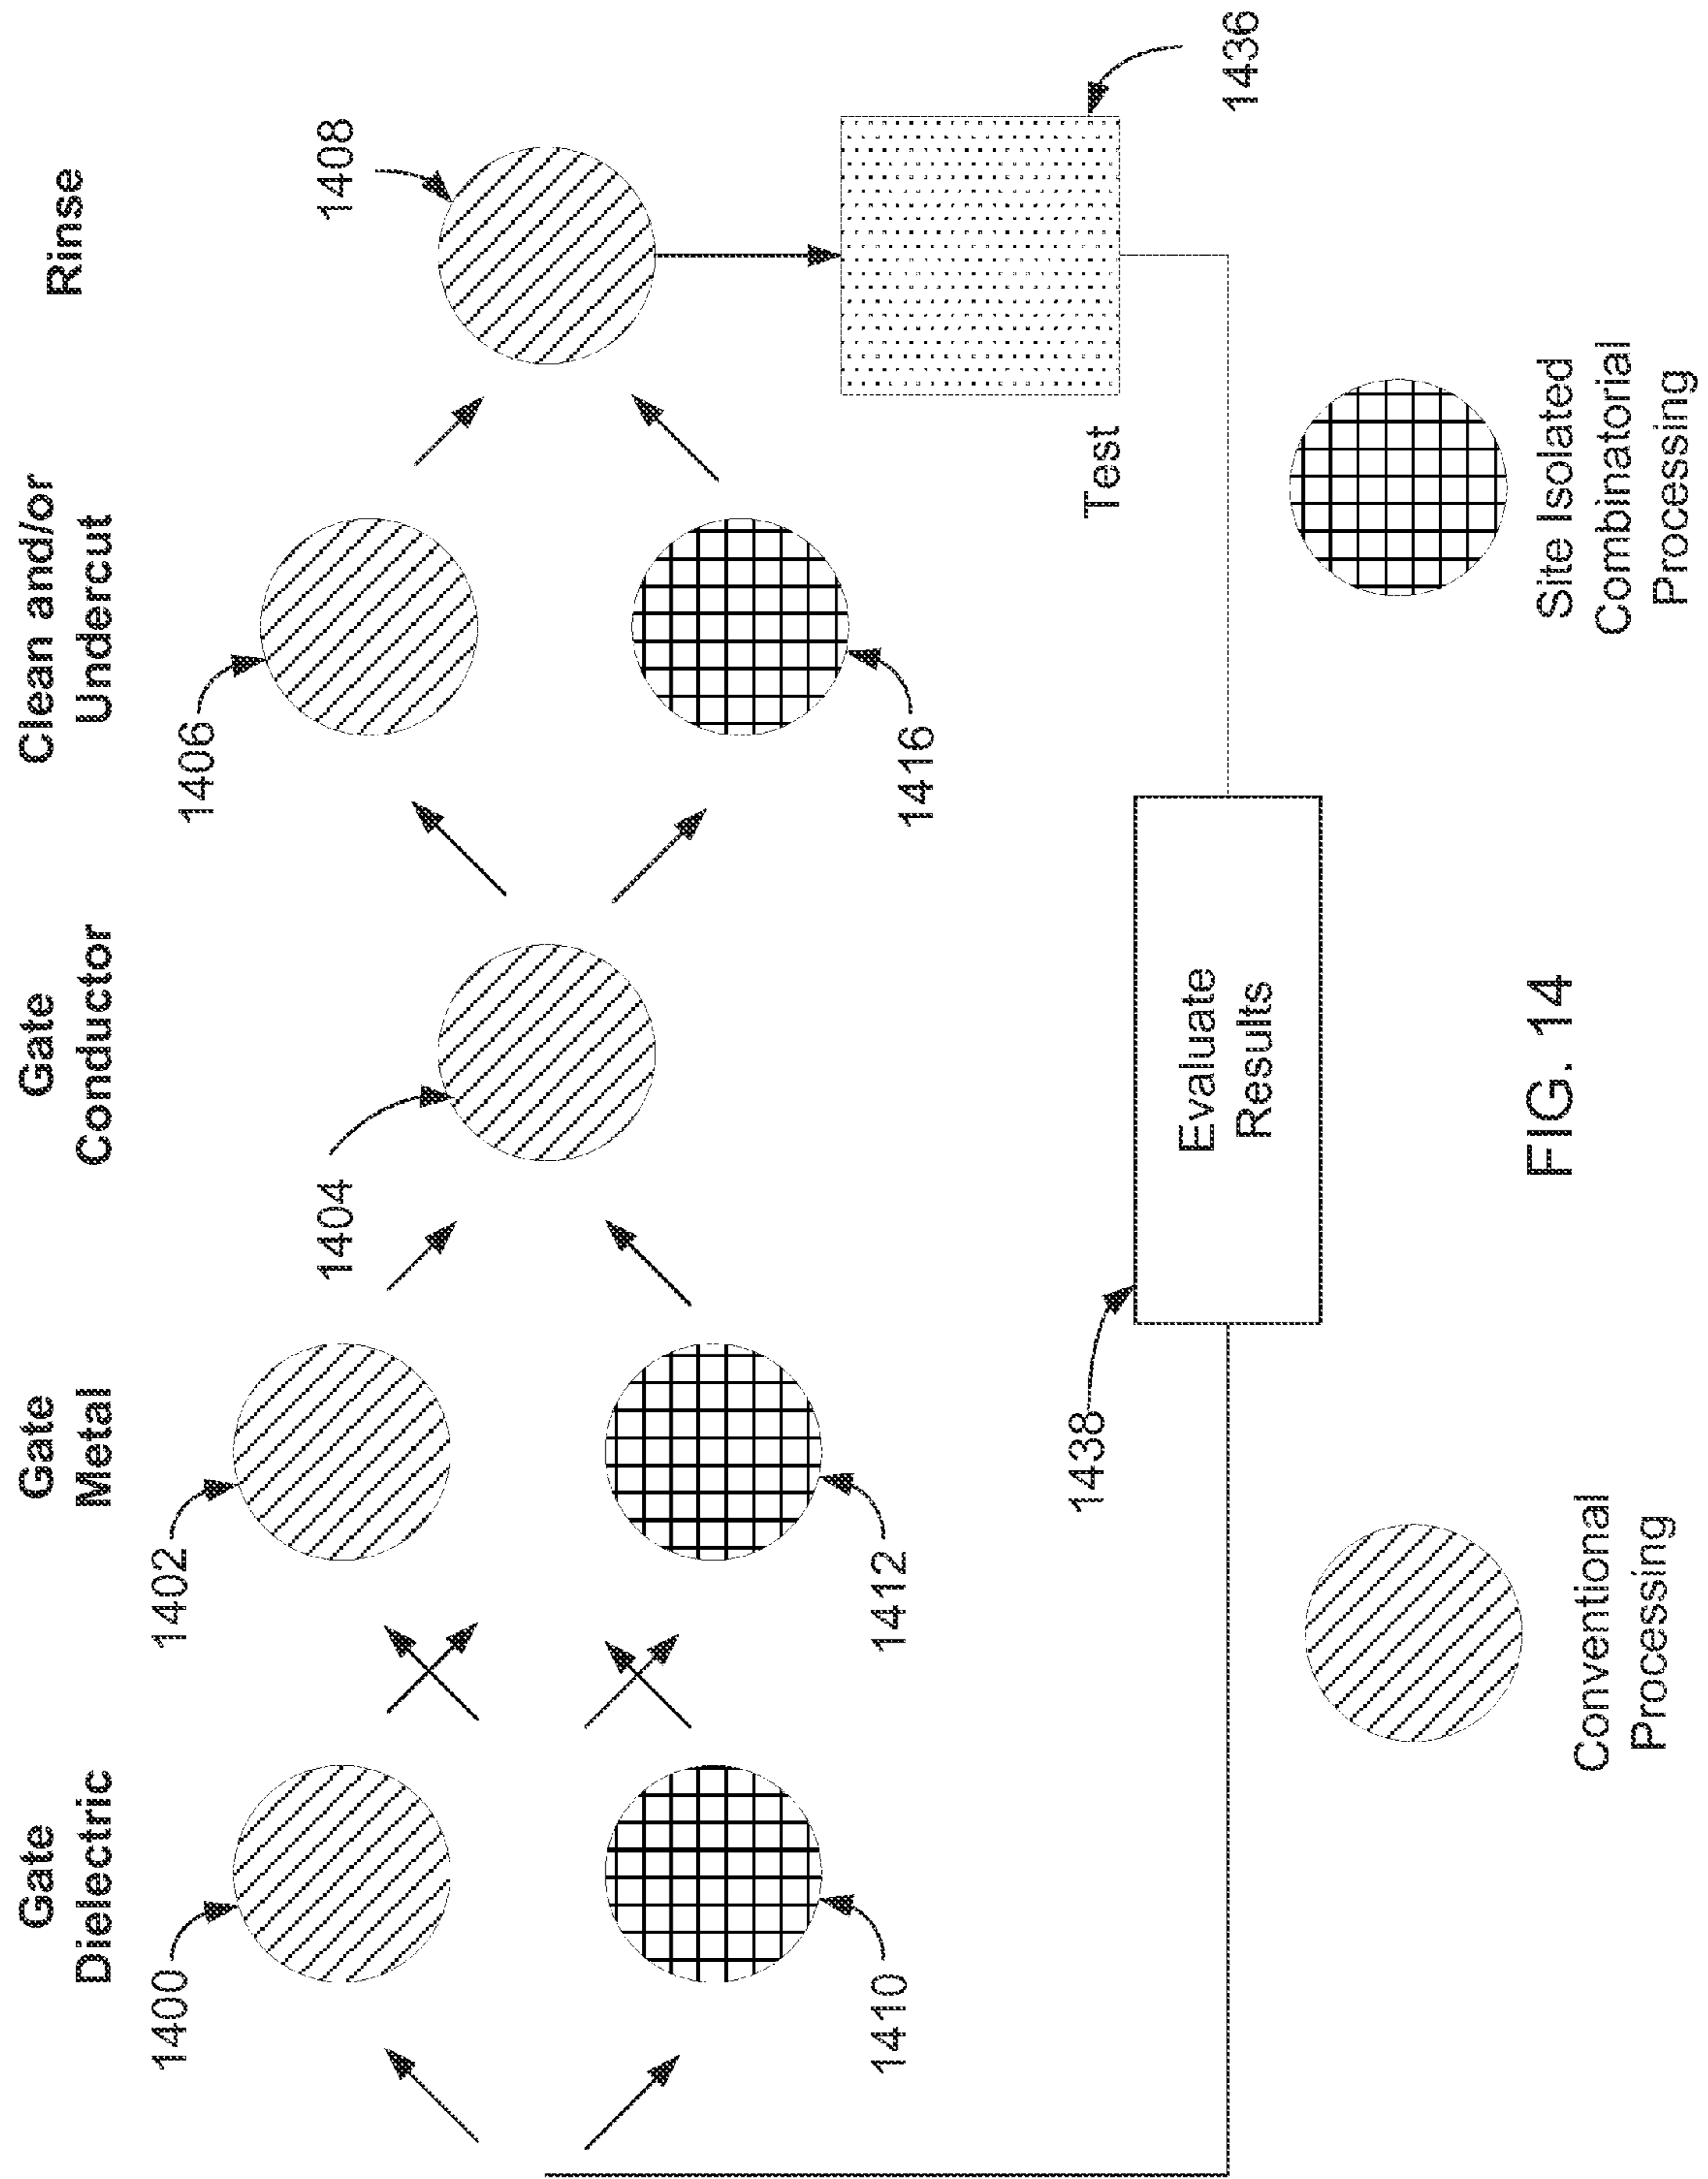 Gate
Dielectric
Gate
Metal
Gate
Conductor
Clean and/or
Undercut
Rinse
1400
1402
1404
1406
1408
1410
1412
1416
Test
1436
1438
Evaluate
Results
Conventional
Processing
Site Isolated
Combinatorial
Processing
FIG. 14